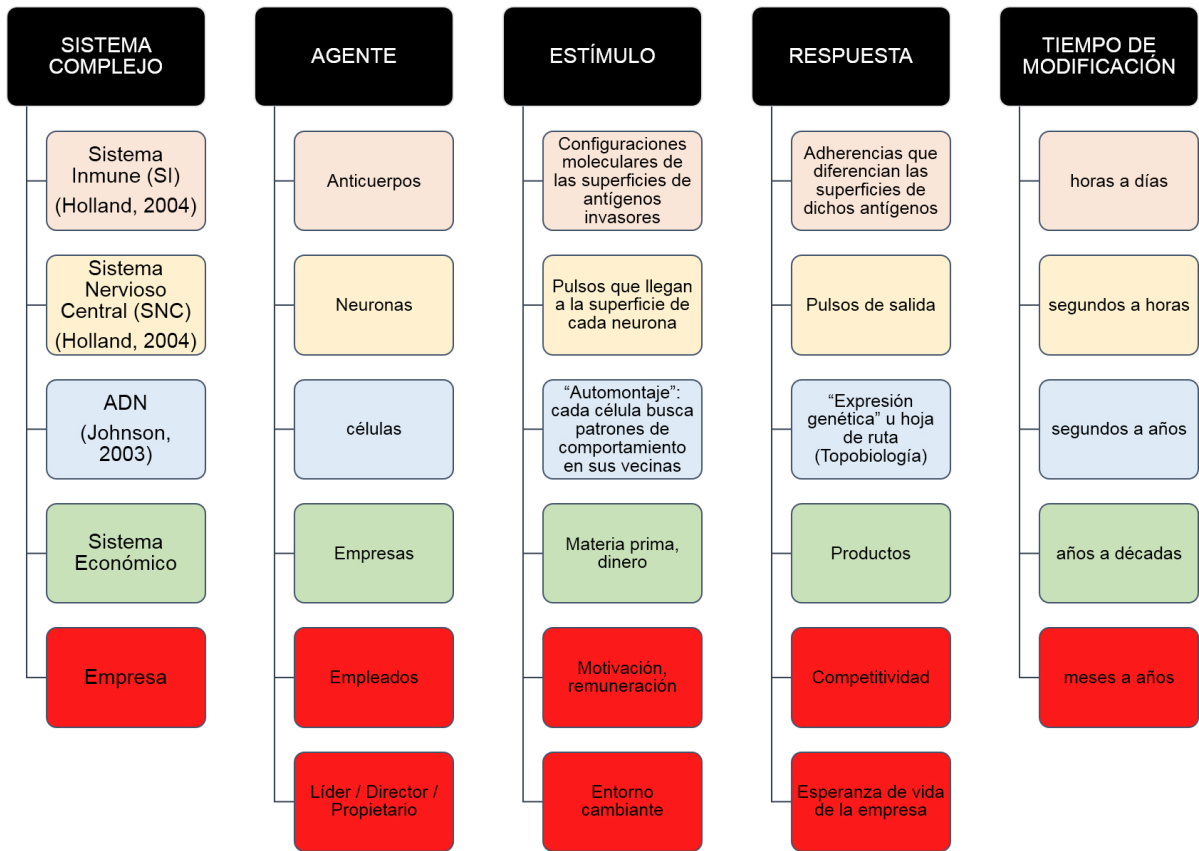 SISTEMA
COMPLEJO
AGENTE
ESTÍMULO
RESPUESTA
TIEMPO DE
MODIFICACIÓN
Sistema
Inmune (SI)
(Holland, 2004)
Anticuerpos
Configuraciones
moleculares de
las superficies de
antígenos
invasores
Adherencias que
diferencian las
superficies de
dichos antígenos
horas a días
Sistema
Nervioso
Central (SNC)
(Holland, 2004)
Neuronas
Pulsos que llegan
a la superficie de
cada neurona
Pulsos de salida
segundos a horas
ADN
(Johnson,
2003)
células
“Automontaje”:
cada célula busca
patrones de
comportamiento
en sus vecinas
“Expresión
genética” u hoja
de ruta
(Topobiología)
segundos a años
Sistema
Económico
Empresas
Materia prima,
dinero
Productos
años a décadas
Empresa
Empleados
Motivación,
remuneración
Competitividad
meses a años
Líder / Director /
Propietario
Entorno
cambiante
Esperanza de vida
de la empresa